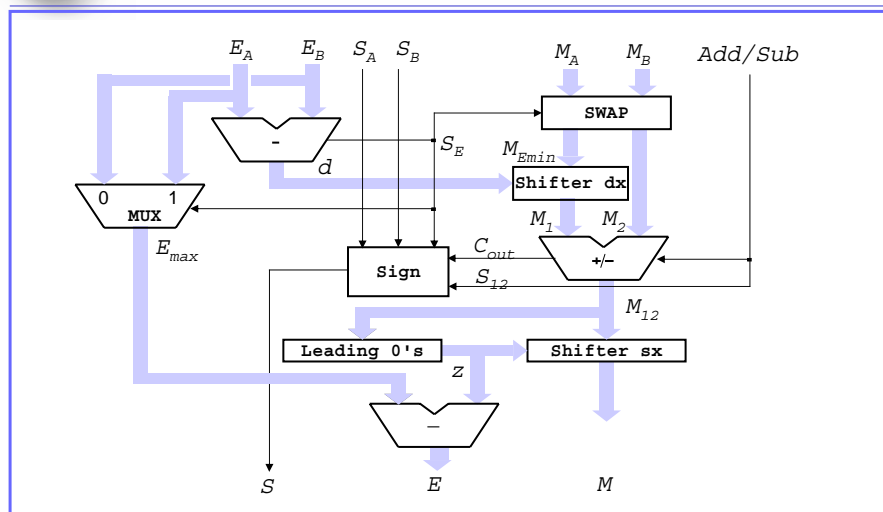 E_A E_B S_A S_B M_A M_B Add/Sub
SWAP
- S_E
d M_Emin
Shifter dx
0 1
MUX
M_1 M_2
E_max C_out +/-
Sign
S_12
M_12
Leading 0's Shifter sx
z
–
S E M